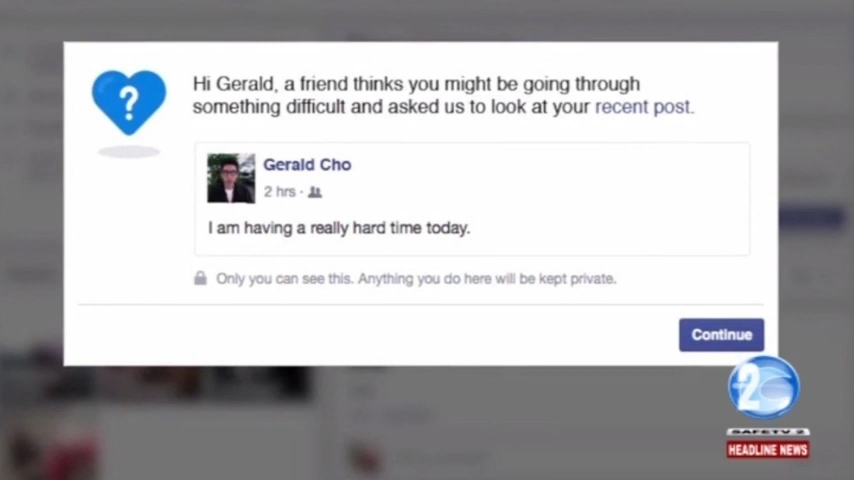 Hi Gerald, a friend thinks you might be going through
something difficult and asked us to look at your recent post.
?
Gerald Cho
2 hrs ·
I am having a really hard time today.
Only you can see this. Anything you do here will be kept private.
Continue
2
SAFETV 2
HEADLINE NEWS